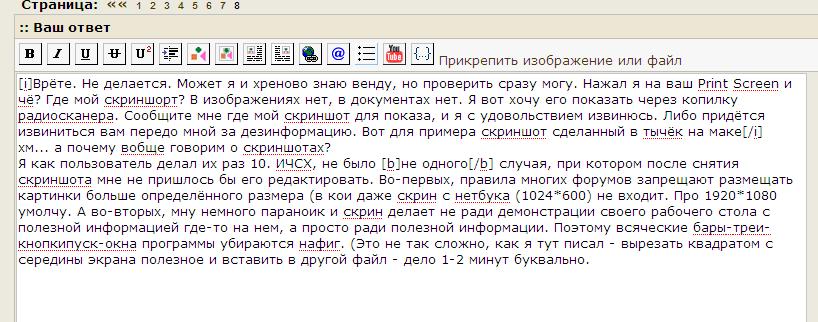 Страница: «« 1 2 3 4 5 6 7 8
:: Ваш ответ
B I U U U² @ You Tube {...} Прикрепить изображение или файл
[i]Врёте. Не делается. Может я и хреново знаю венду, но проверить сразу могу. Нажал я на ваш Print Screen и
чё? Где мой скриншорт? В изображениях нет, в документах нет. Я вот хочу его показать через копилку
радиосканера. Сообщите мне где мой скриншот для показа, и я с удовольствием извинюсь. Либо придётся
извиниться вам передо мной за дезинформацию. Вот для примера скриншот сделанный в тычёк на маке[/i]
хм... а почему вобще говорим о скриншотах?
Я как пользователь делал их раз 10. ИЧСХ, не было [b]не одного[/b] случая, при котором после снятия
скриншота мне не пришлось бы его редактировать. Во-первых, правила многих форумов запрещают размещать
картинки больше определённого размера (в кои даже скрин с нетбука (1024*600) не входит. Про 1920*1080
умолчу. А во-вторых, мну немного параноик и скрин делает не ради демонстрации своего рабочего стола с
полезной информацией где-то на нем, а просто ради полезной информации. Поэтому всяческие бары-треи-
кнопкипуск-окна программы убираются нафиг. (Это не так сложно, как я тут писал - вырезать квадратом с
середины экрана полезное и вставить в другой файл - дело 1-2 минут буквально.